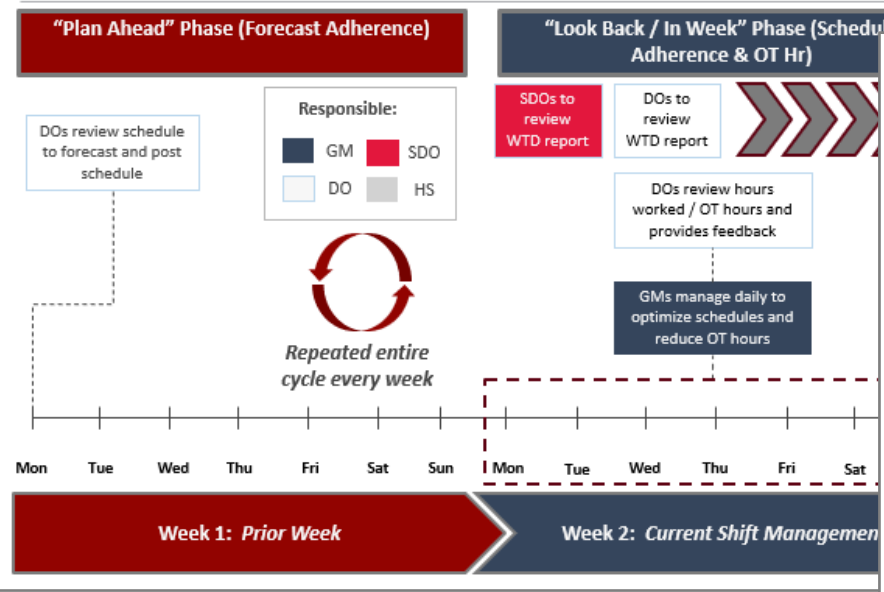 “Plan Ahead” Phase (Forecast Adherence)
“Look Back / In Week” Phase (Schedul
Adherence & OT Hr)
DOs review schedule
to forecast and post
schedule
Responsible:
GM
SDO
DO
HS
SDOs to
review
WTD report
DOs to
review
WTD report
DOs review hours
worked / OT hours and
provides feedback
GMs manage daily to
optimize schedules and
reduce OT hours
Repeated entire
cycle every week
Mon Tue Wed Thu Fri Sat Sun Mon Tue Wed Thu Fri Sat
Week 1: Prior Week
Week 2: Current Shift Managemen